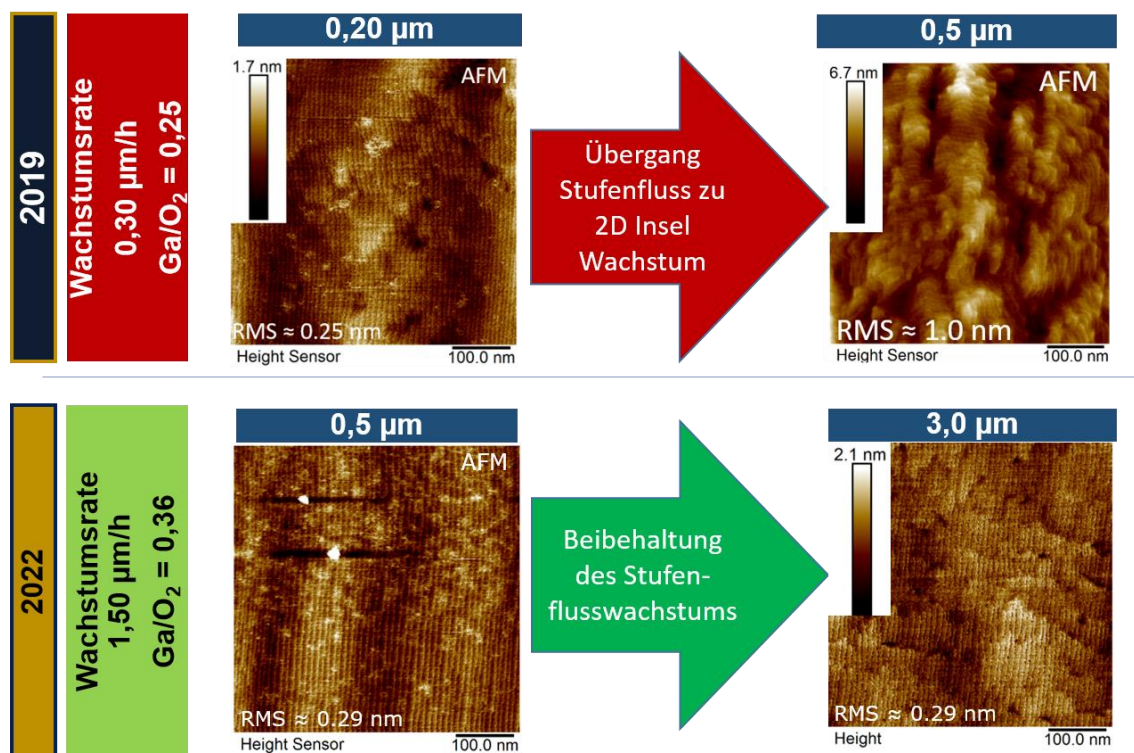 2019
Wachstumsrate
0,30 µm/h
Ga/O₂ = 0,25
0,20 µm
1.7 nm
AFM
RMS ≈ 0.25 nm
Height Sensor
100.0 nm
Übergang
Stufenfluss zu
2D Insel
Wachstum
0,5 µm
6.7 nm
AFM
RMS ≈ 1.0 nm
Height Sensor
100.0 nm
2022
Wachstumsrate
1,50 µm/h
Ga/O₂ = 0,36
0,5 µm
AFM
RMS ≈ 0.29 nm
Height Sensor
100.0 nm
Beibehaltung
des Stufen-
flusswachstums
3,0 µm
2.1 nm
RMS ≈ 0.29 nm
Height
100.0 nm